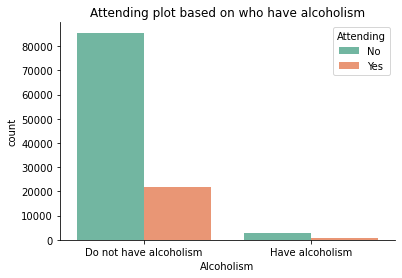 Attending plot based on who have alcoholism
Attending
No
Yes
80000
70000
60000
50000
40000
30000
20000
10000
0
count
Do not have alcoholism
Have alcoholism
Alcoholism